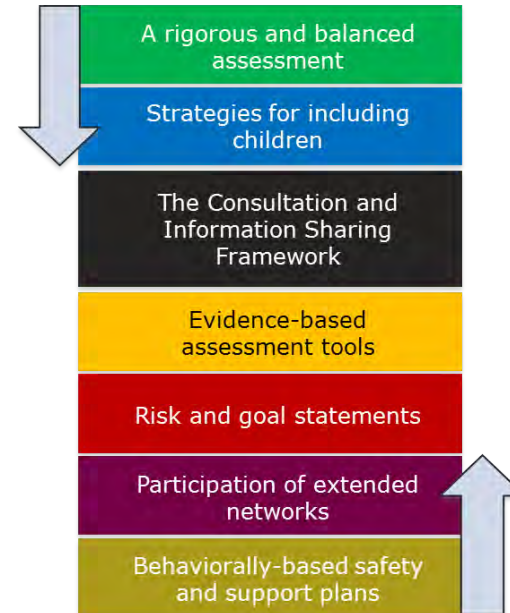 A rigorous and balanced
assessment
Strategies for including
children
The Consultation and
Information Sharing
Framework
Evidence-based
assessment tools
Risk and goal statements
Participation of extended
networks
Behaviorally-based safety
and support plans